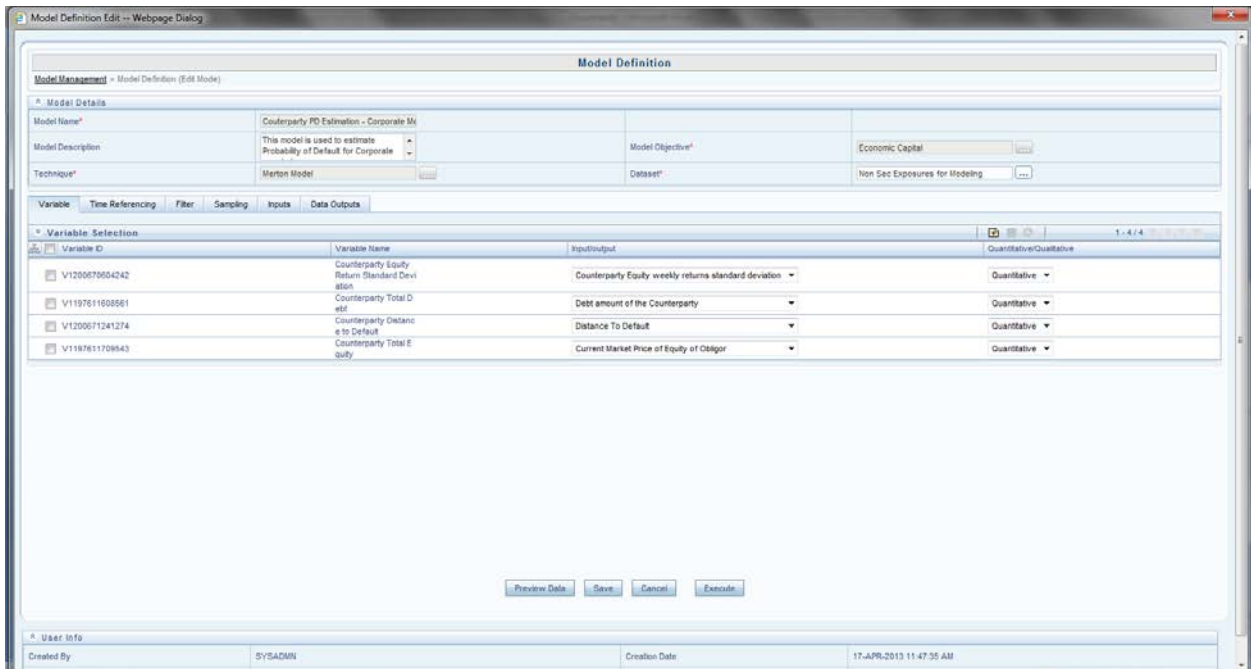 Model Definition Edit -- Webpage Dialog
Model Definition
Model Management > Model Definition (Edit Mode)
Model Details
Model Name* Couterparty PD Estimation - Corporate Mo
Model Description This model is used to estimate Model Objective* Economic Capital ...
Probability of Default for Corporate
Technique* Merton Model ... Dataset* Non Sec Exposures for Modeling ...
Variable Time Referencing Filter Sampling Inputs Data Outputs
Variable Selection 1 - 4 / 4
Variable ID Variable Name Input/output Quantitative/Qualitative
V1200670604242 Counterparty Equity Return Standard Devi ation Counterparty Equity weekly returns standard deviation Quantitative
V1197611608561 Counterparty Total D ebt Debt amount of the Counterparty Quantitative
V1200671241274 Counterparty Distanc e to Default Distance To Default Quantitative
V1197611709543 Counterparty Total E quity Current Market Price of Equity of Obligor Quantitative
Preview Data Save Cancel Execute
User Info
Created By SYSADMN Creation Date 17-APR-2013 11:47:35 AM